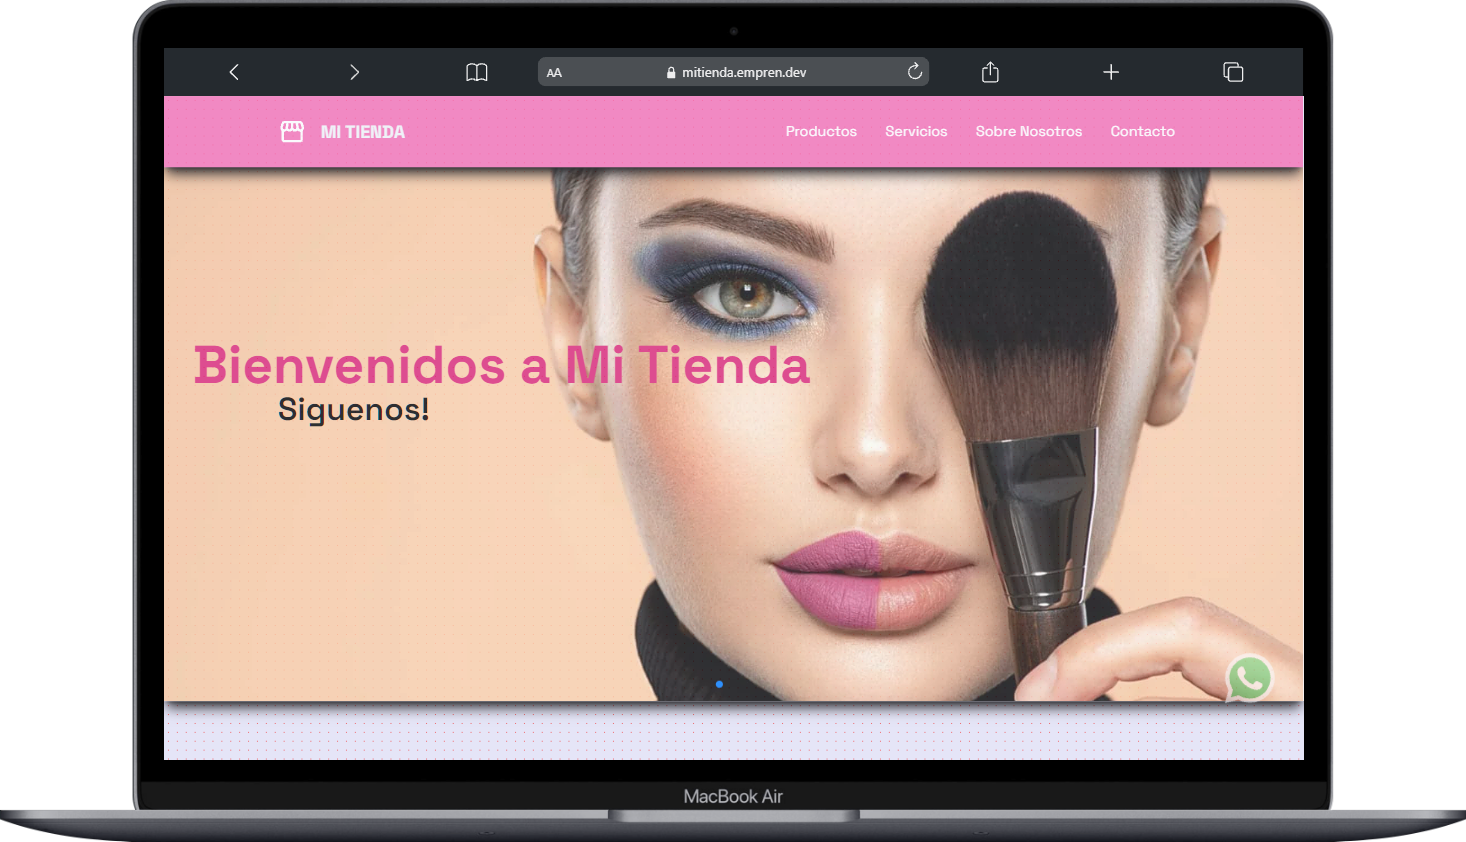 AA
mitienda.empren.dev
MI TIENDA
Productos Servicios Sobre Nosotros Contacto
Bienvenidos a Mi Tienda
Siguenos!
MacBook Air